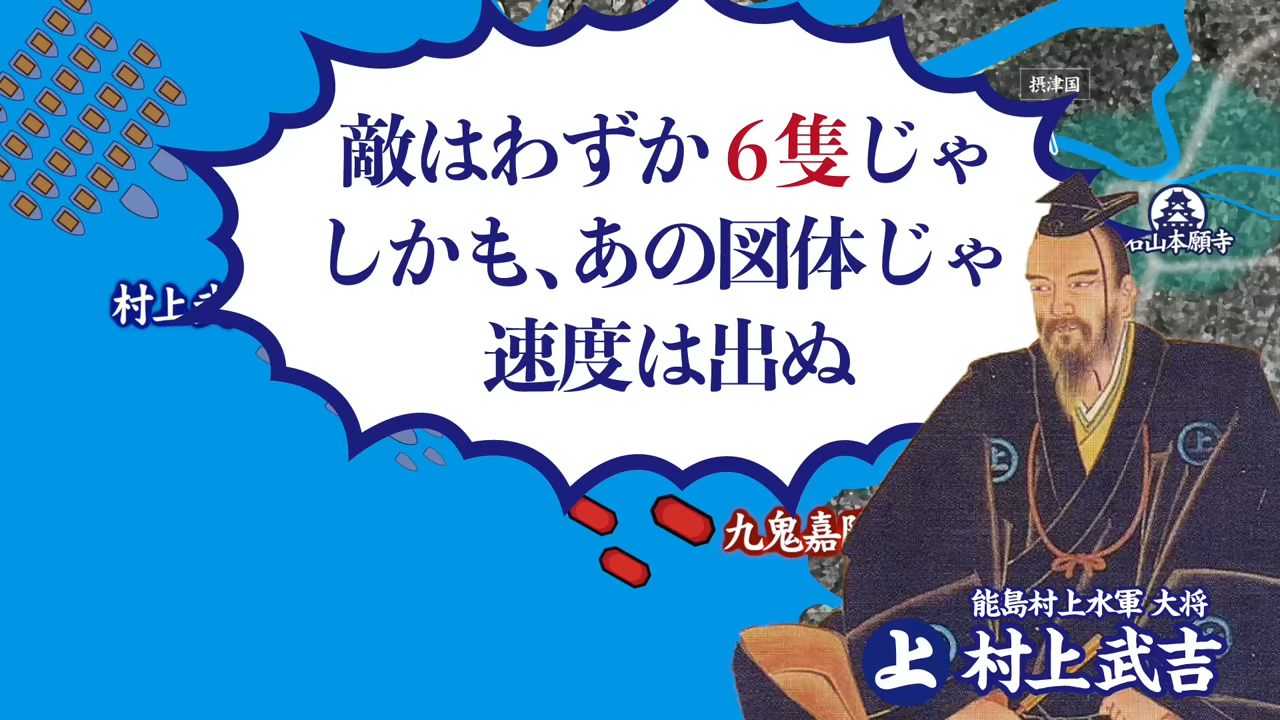 敵はわずか6隻じゃ
しかも、あの図体じゃ
速度は出ぬ
摂津国
石山本願寺
村上
九鬼嘉
能島村上水軍 大将
上 村上武吉